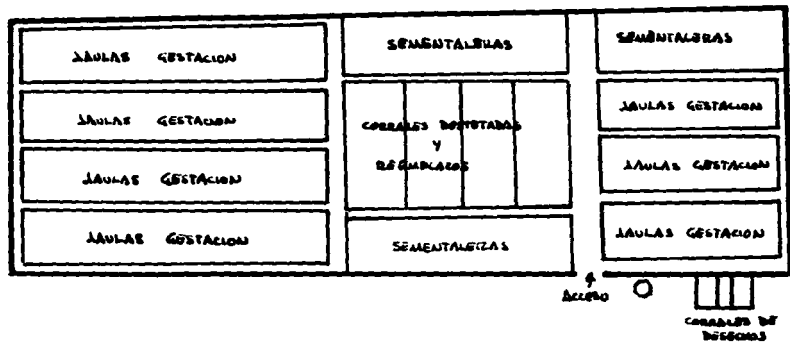 JAULAS GESTACION
JAULAS GESTACION
JAULAS GESTACION
JAULAS GESTACION
SEMENTALERAS
CORRALES DESTETADAS
Y
REEMPLAZOS
SEMENTALERAS
SEMENTALERAS
JAULAS GESTACION
JAULAS GESTACION
JAULAS GESTACION
ACCESO
CORRALES DE
DESECHOS